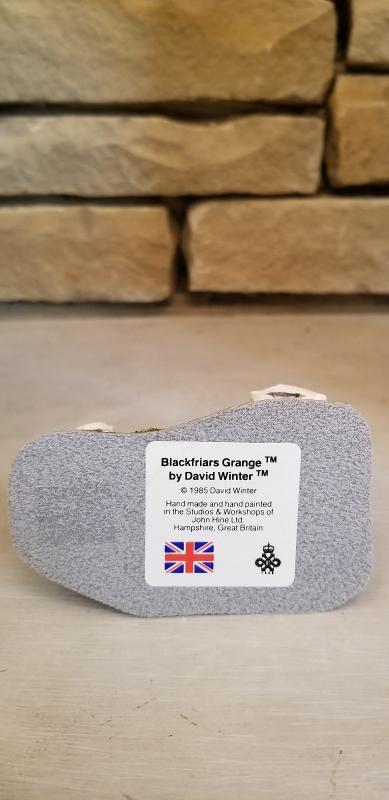 Blackfriars Grange ™
by David Winter ™
© 1985 David Winter
Hand made and hand painted
in the Studios & Workshops of
John Hine Ltd.
Hampshire, Great Britain